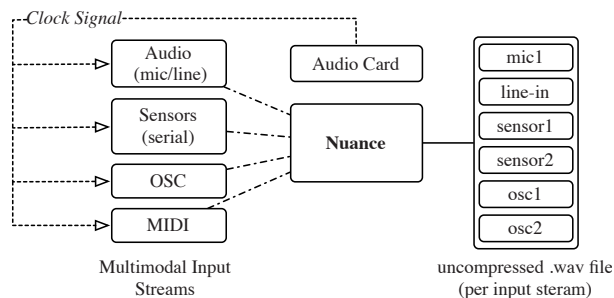 Clock Signal
Audio
(mic/line)
Sensors
(serial)
OSC
MIDI
Multimodal Input
Streams
Audio Card
Nuance
mic1
line-in
sensor1
sensor2
osc1
osc2
uncompressed .wav file
(per input steram)